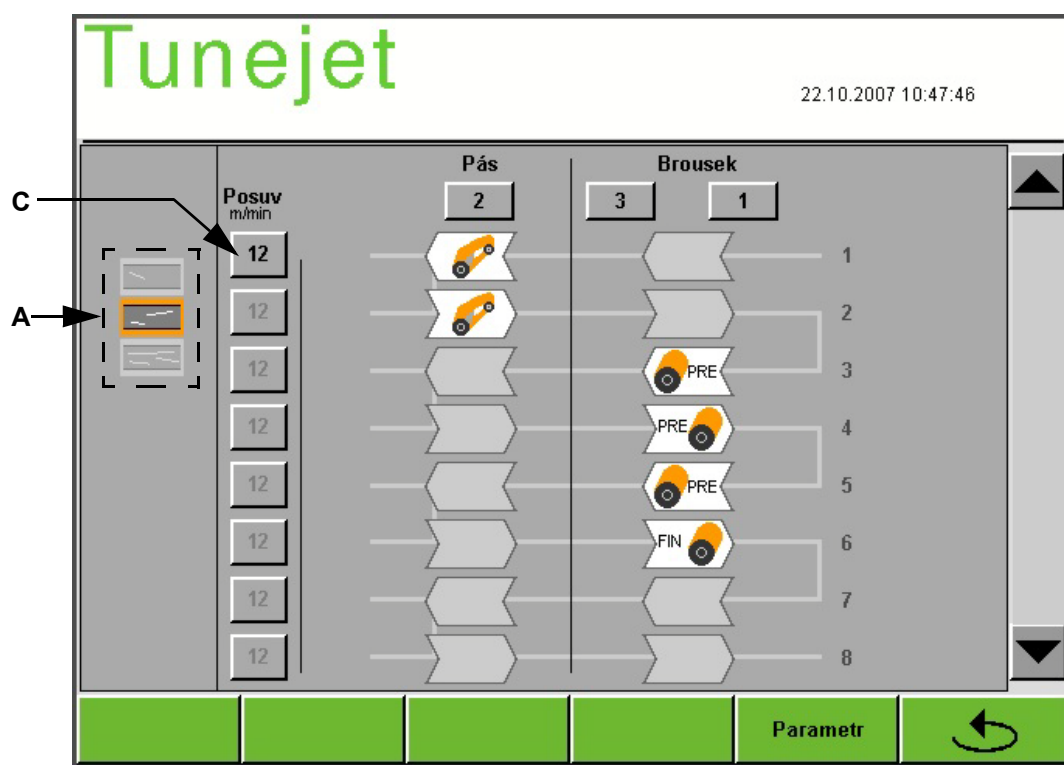 Tunejet
22.10.2007 10:47:46
Pás Brousek
C Posuv 2 3 1
m/min
12 1
A 12 2
12 PRE 3
12 PRE 4
12 PRE 5
12 FIN 6
12 7
12 8
Parametr